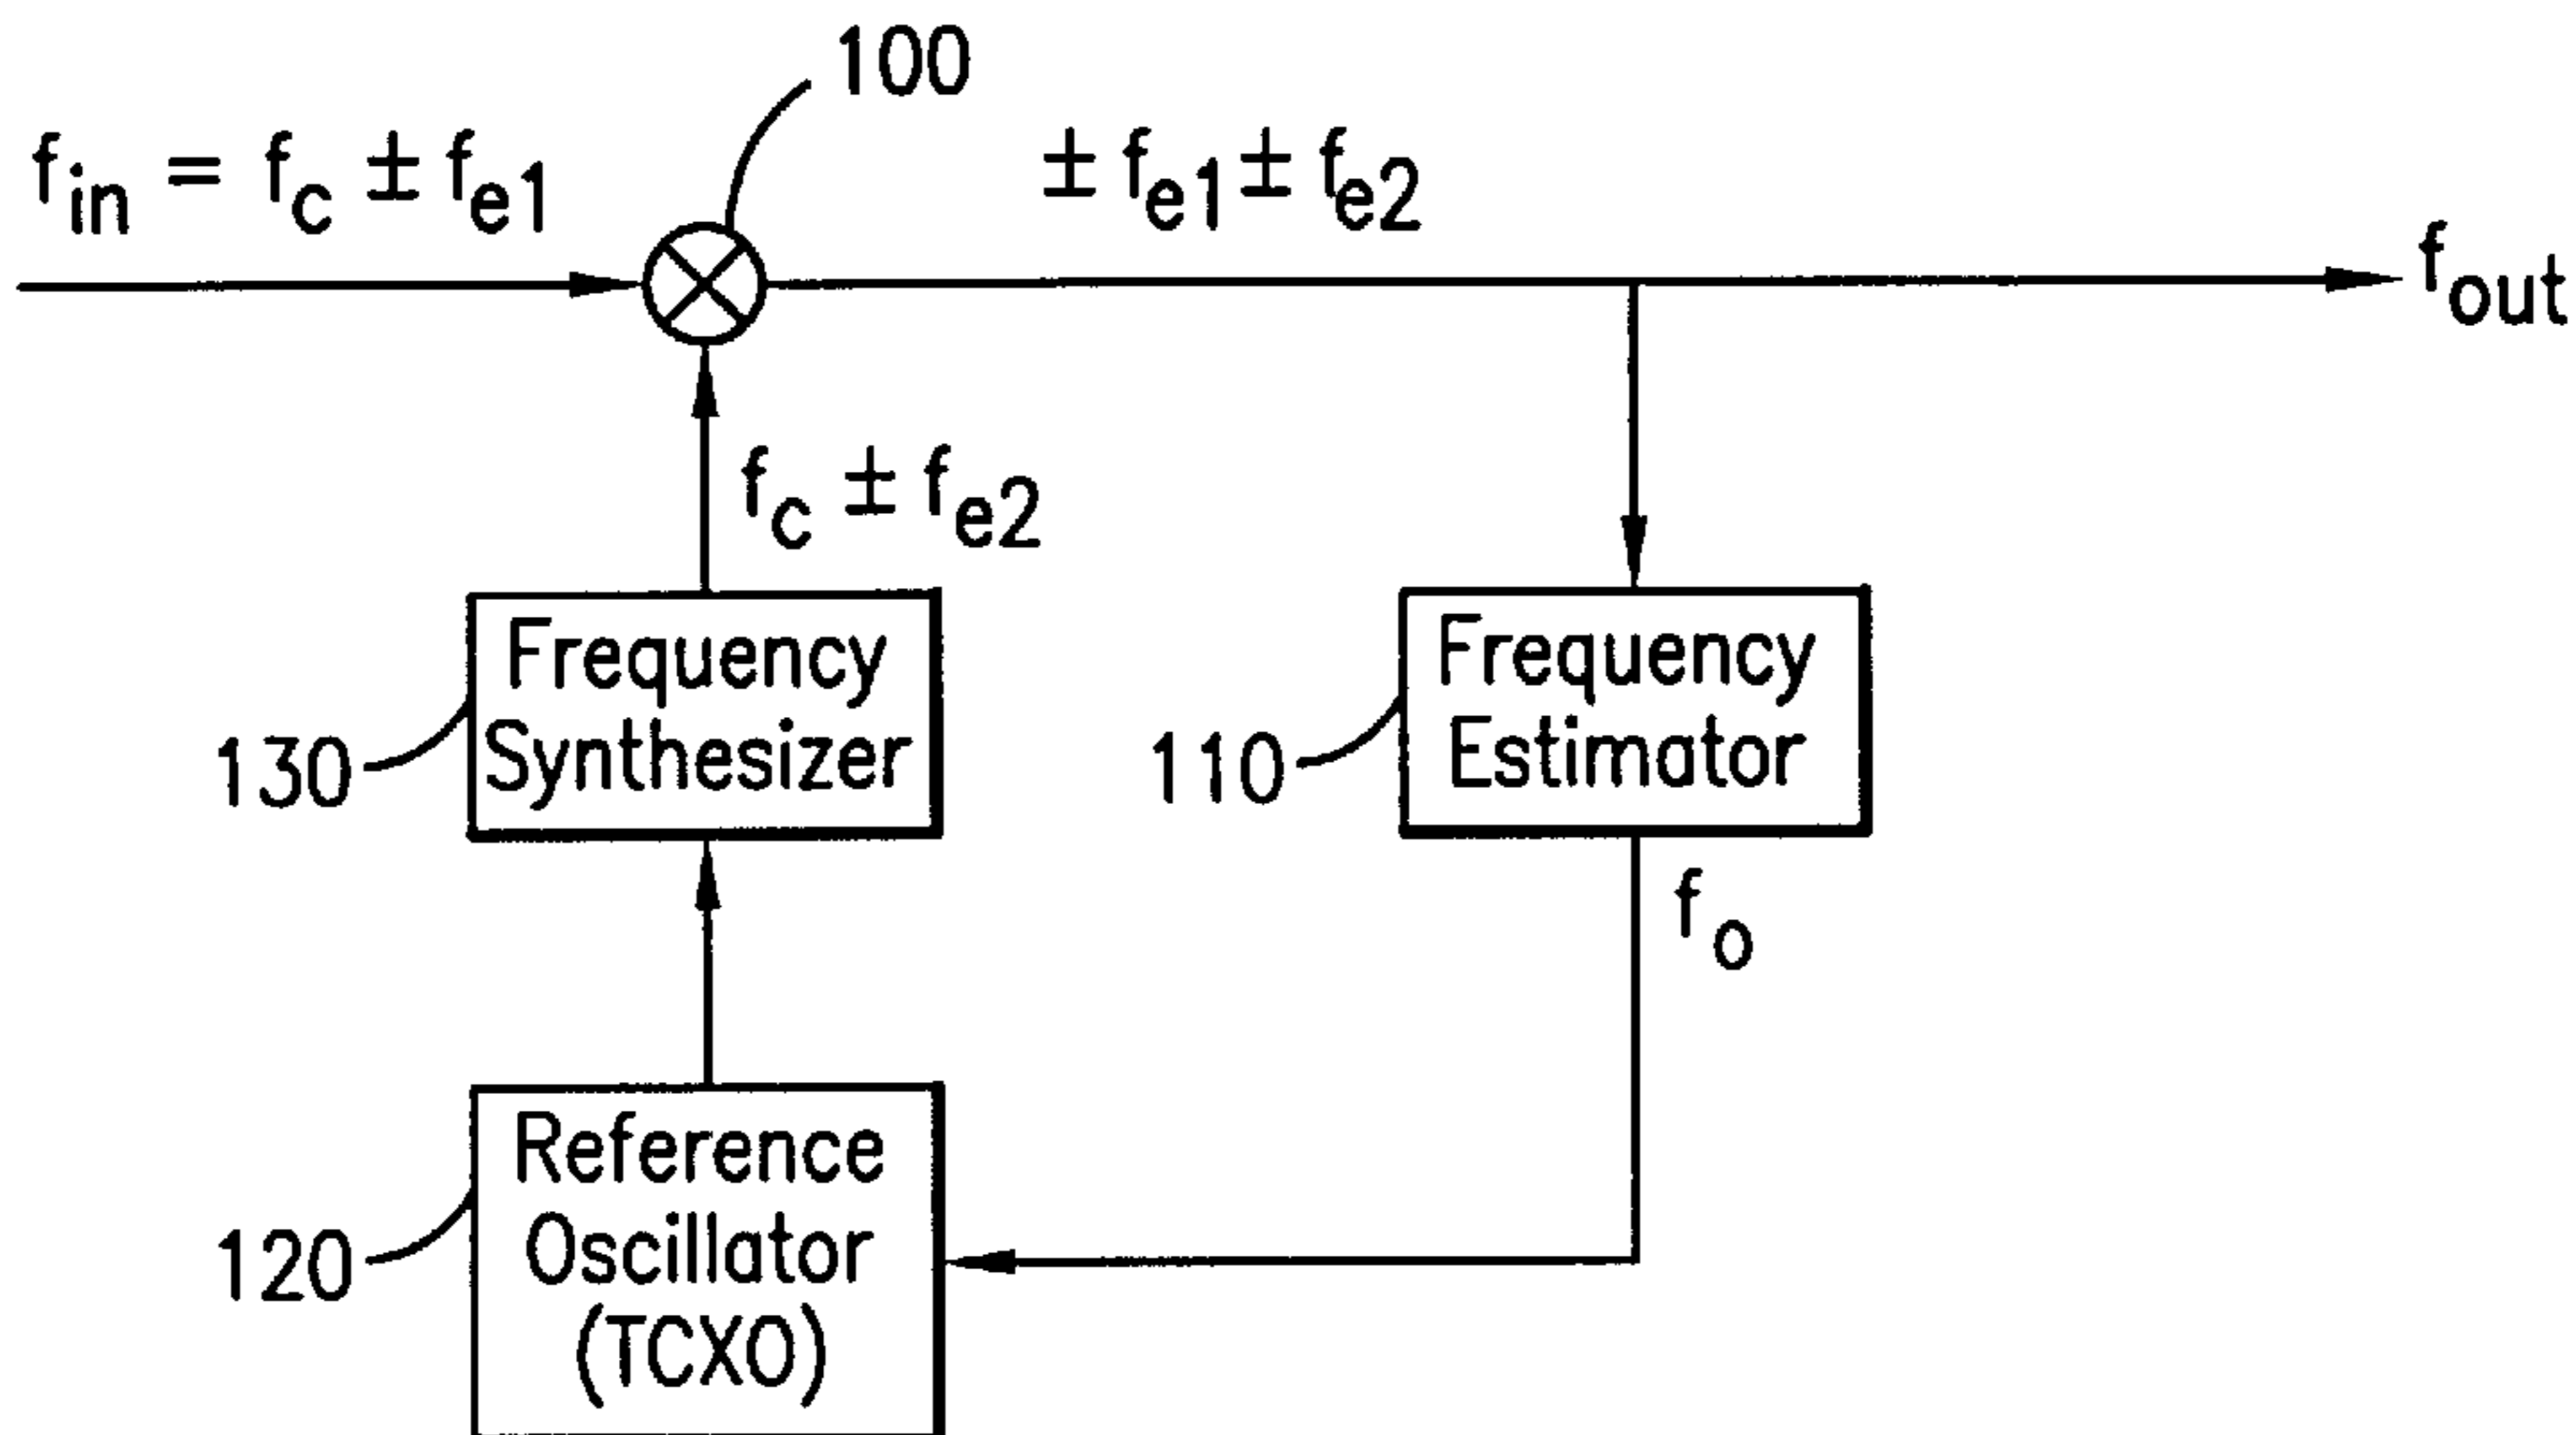 100
f_in = f_c ± f_e1
± f_e1 ± f_e2
f_out
f_c ± f_e2
Frequency
Synthesizer
130
Frequency
Estimator
110
f_o
Reference
Oscillator
(TCXO)
120